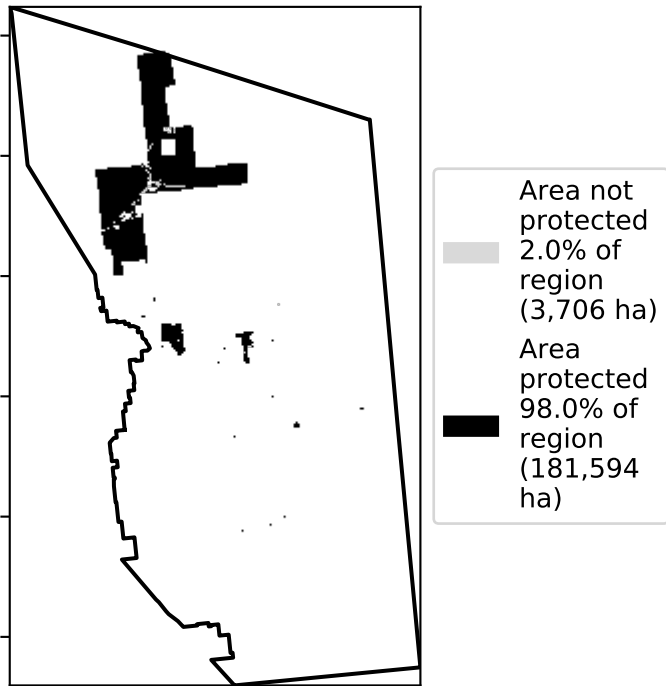 Area not
protected
2.0% of
region
(3,706 ha)
Area
protected
98.0% of
region
(181,594
ha)